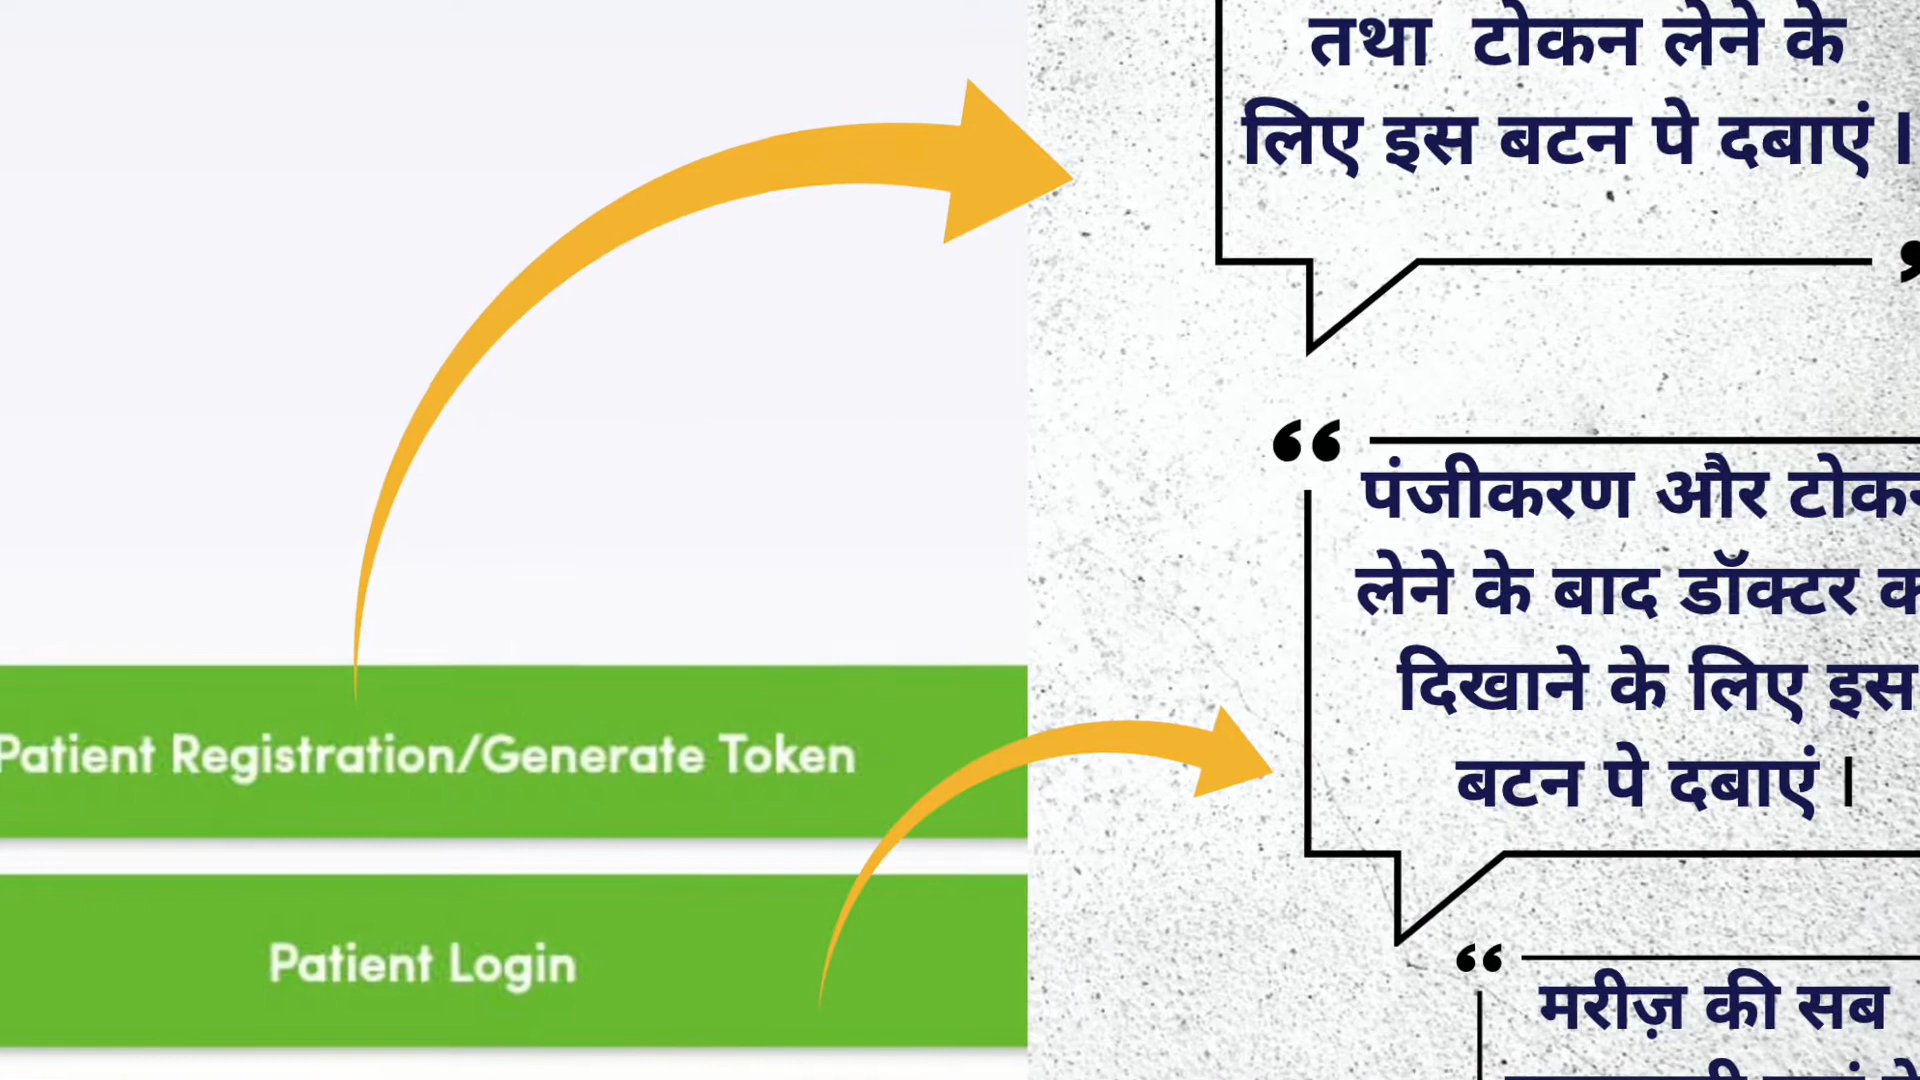 तथा टोकन लेने के
लिए इस बटन पे दबाएं ।
पंजीकरण और
लेने के बाद डॉक्टर
दिखाने के लिए इस
बटन पे दबाएं ।
Patient Registration/Generate Token
Patient Login
मरीज़ की सब